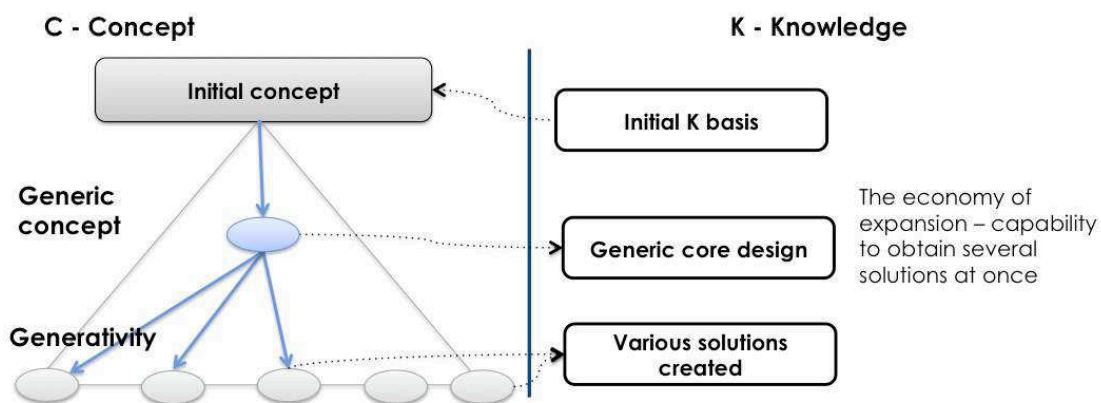 C - Concept
K - Knowledge
Initial concept
Initial K basis
Generic
concept
Generic core design
The economy of
expansion – capability
to obtain several
solutions at once
Generativity
Various solutions
created